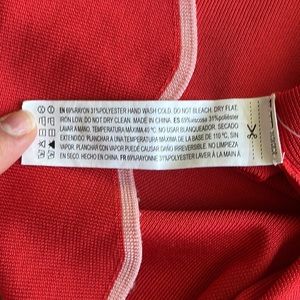 EN 69%RAYON 31%POLYESTER HAND WASH COLD. DO NOT BLEACH. DRY FLAT.
IRON LOW. DO NOT DRY CLEAN. MADE IN CHINA. ES 69%viscose 31%poliéster
LAVAR A MANO. TEMPERATURA MÁXIMA 40 ºC. NO USAR BLANQUEADOR. SECADO
EXTENDIDO. PLANCHAR A UNA TEMPERATURA MÁXIMA DE LA BASE DE 110 ºC, SIN
VAPOR. PLANCHAR CON VAPOR PUEDE CAUSAR DAÑO IRREVERSIBLE. NO LIMPIAR
EN SECO. HECHO EN CHINA. FR 69%RAYONNE 31%POLYESTER LAVER À LA MAIN À